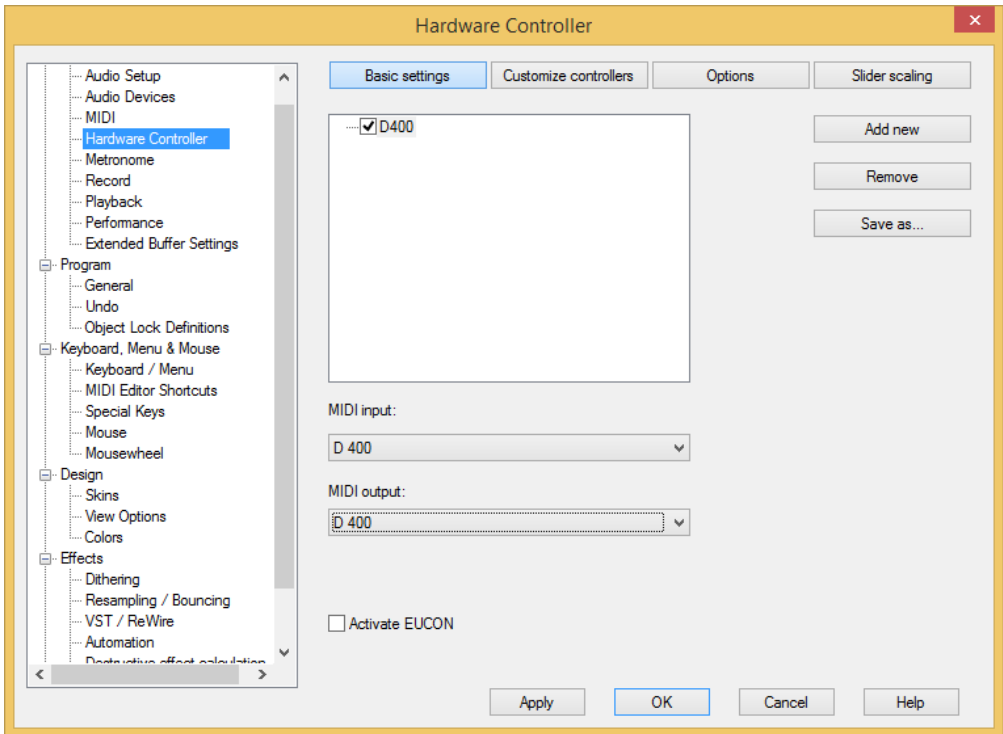 Hardware Controller
Audio Setup
Audio Devices
MIDI
Hardware Controller
Metronome
Record
Playback
Performance
Extended Buffer Settings
Program
General
Undo
Object Lock Definitions
Keyboard, Menu & Mouse
Keyboard / Menu
MIDI Editor Shortcuts
Special Keys
Mouse
Mousewheel
Design
Skins
View Options
Colors
Effects
Dithering
Resampling / Bouncing
VST / ReWire
Automation
Destructive effect calculation
Basic settings
Customize controllers
Options
Slider scaling
D400
Add new
Remove
Save as...
MIDI input:
D 400
MIDI output:
D 400
Activate EUCON
Apply
OK
Cancel
Help